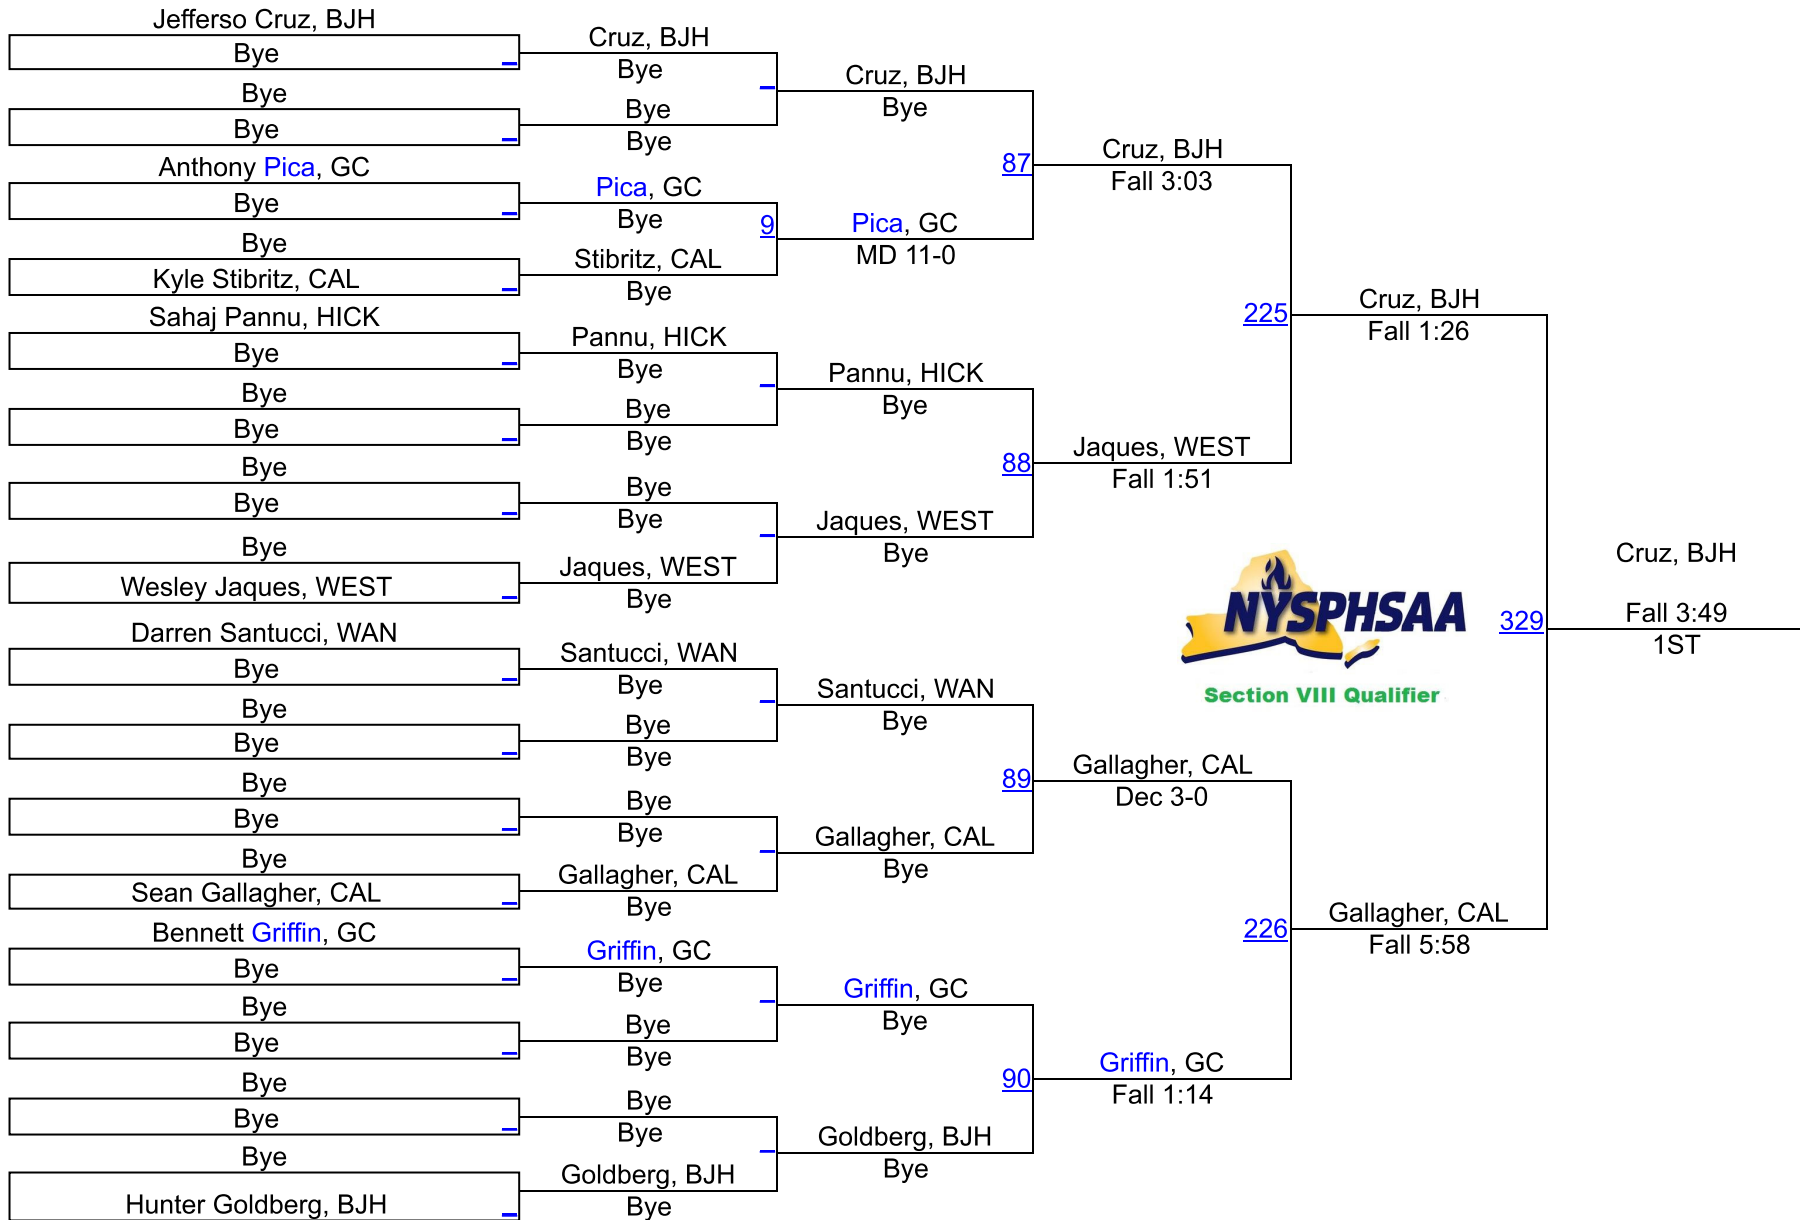 Jefferso Cruz, BJH
Bye
Bye
Bye
Anthony Pica, GC
Bye
Bye
Kyle Stibritz, CAL
Sahaj Pannu, HICK
Bye
Bye
Bye
Bye
Bye
Bye
Wesley Jaques, WEST
Darren Santucci, WAN
Bye
Bye
Bye
Bye
Bye
Bye
Sean Gallagher, CAL
Bennett Griffin, GC
Bye
Bye
Bye
Bye
Bye
Bye
Hunter Goldberg, BJH
Cruz, BJH
Bye
Bye
Bye
Pica, GC
Bye
9
Stibritz, CAL
Bye
Pannu, HICK
Bye
Bye
Bye
Bye
Bye
Jaques, WEST
Bye
Santucci, WAN
Bye
Bye
Bye
Bye
Bye
Gallagher, CAL
Bye
Griffin, GC
Bye
Bye
Bye
Bye
Bye
Goldberg, BJH
Bye
Cruz, BJH
Bye
87
Pica, GC
MD 11-0
Pannu, HICK
Bye
88
Jaques, WEST
Bye
Santucci, WAN
Bye
89
Gallagher, CAL
Bye
Griffin, GC
Bye
90
Goldberg, BJH
Bye
Cruz, BJH
Fall 3:03
225
Jaques, WEST
Fall 1:51
Gallagher, CAL
Dec 3-0
226
Griffin, GC
Fall 1:14
Cruz, BJH
Fall 1:26
NYSPHSAA
Section VIII Qualifier
329
Gallagher, CAL
Fall 5:58
Cruz, BJH
Fall 3:49
1ST